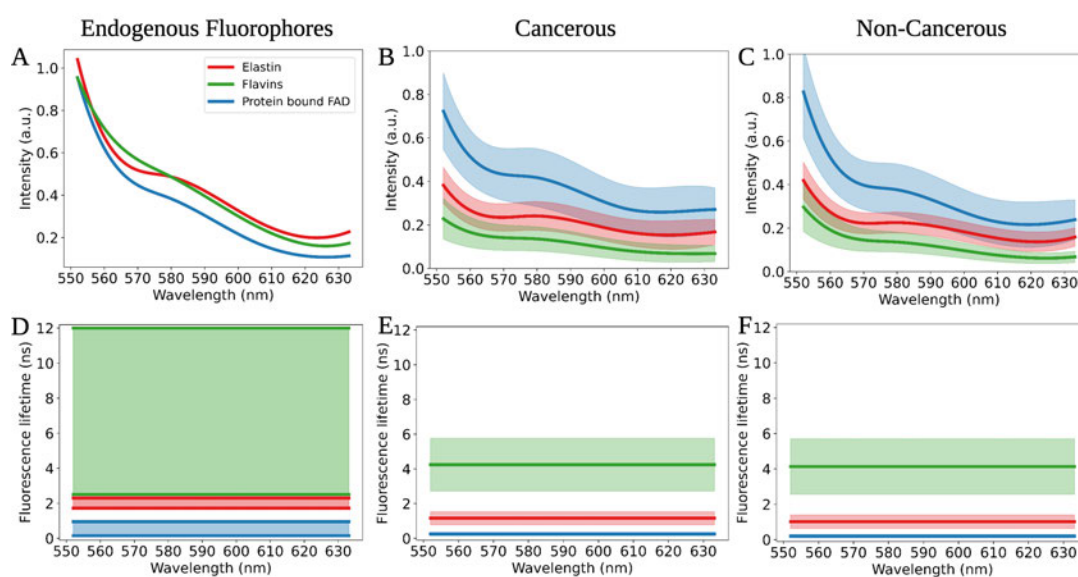 Endogenous Fluorophores
Cancerous
Non-Cancerous
A
1.0
0.8
0.6
0.4
0.2
Intensity (a.u.)
Elastin
Flavins
Protein bound FAD
550 560 570 580 590 600 610 620 630
Wavelength (nm)
B
1.0
0.8
0.6
0.4
0.2
0.0
Intensity (a.u.)
550 560 570 580 590 600 610 620 630
Wavelength (nm)
C
1.0
0.8
0.6
0.4
0.2
0.0
Intensity (a.u.)
550 560 570 580 590 600 610 620 630
Wavelength (nm)
D
12
10
8
6
4
2
0
Fluorescence lifetime (ns)
550 560 570 580 590 600 610 620 630
Wavelength (nm)
E
12
10
8
6
4
2
0
Fluorescence lifetime (ns)
550 560 570 580 590 600 610 620 630
Wavelength (nm)
F
12
10
8
6
4
2
0
Fluorescence lifetime (ns)
550 560 570 580 590 600 610 620 630
Wavelength (nm)